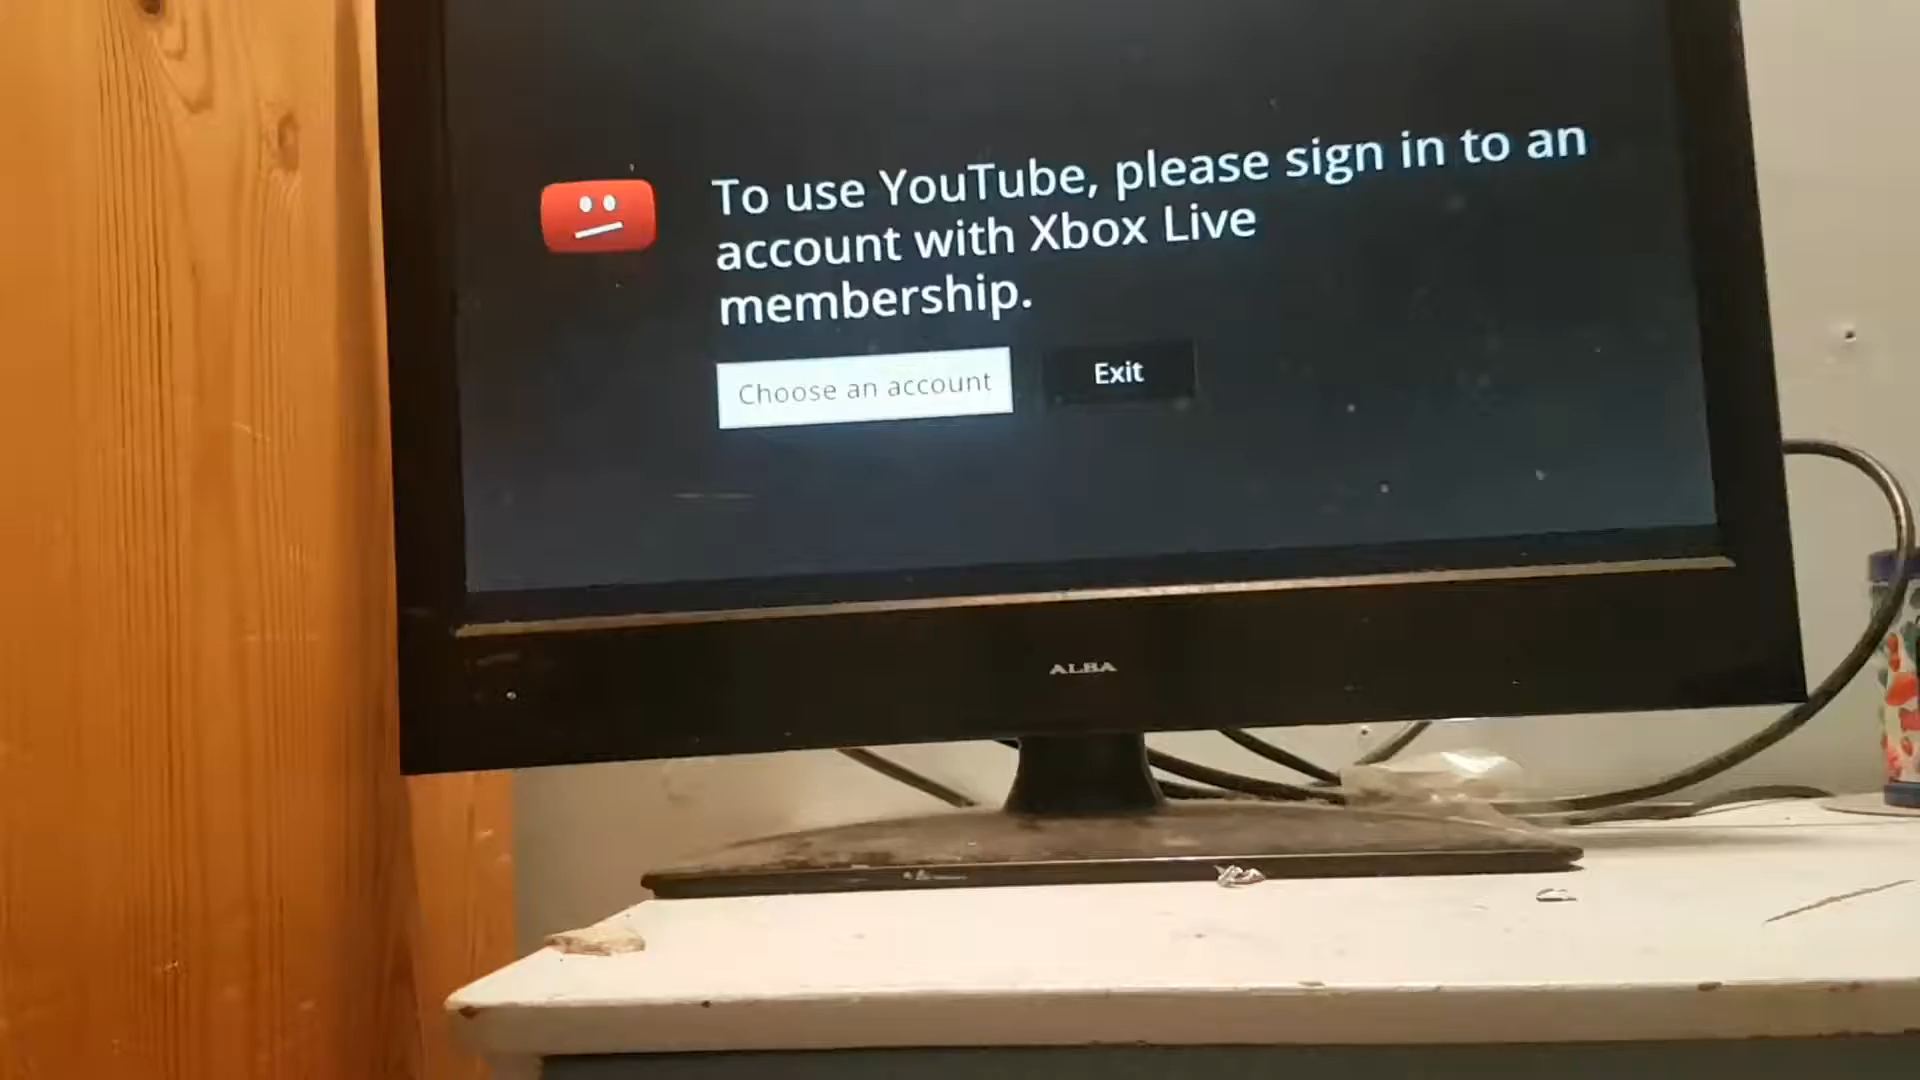 To use YouTube, please sign in to an
account with Xbox Live
membership.
Choose an account
Exit
ALBA